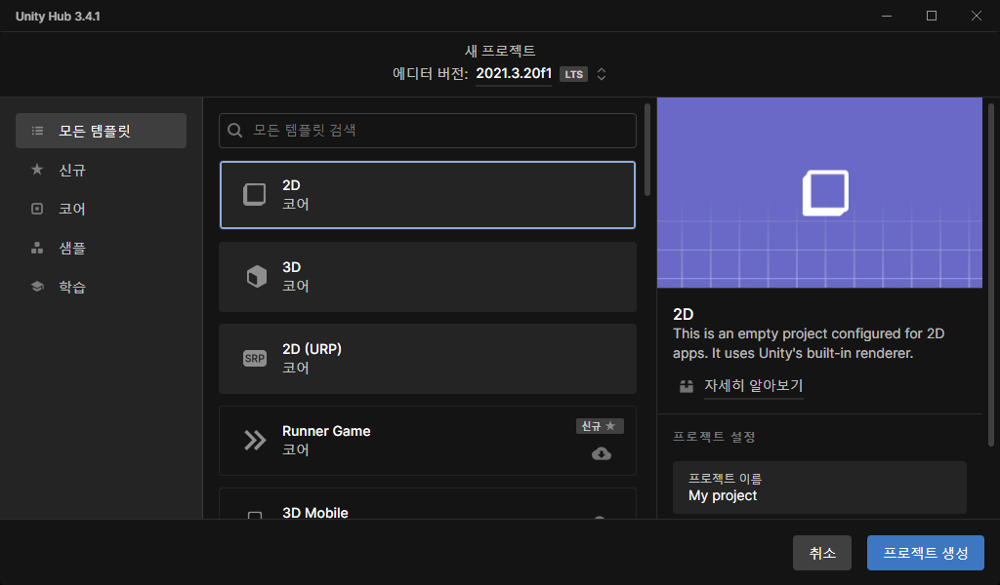 Unity Hub 3.4.1
새 프로젝트
에디터 버전: 2021.3.20f1 LTS
모든 템플릿
신규
코어
샘플
학습
모든 템플릿 검색
2D
코어
3D
코어
SRP
2D (URP)
코어
Runner Game
코어
신규
3D Mobile
2D
This is an empty project configured for 2D
apps. It uses Unity's built-in renderer.
자세히 알아보기
프로젝트 설정
프로젝트 이름
My project
취소
프로젝트 생성